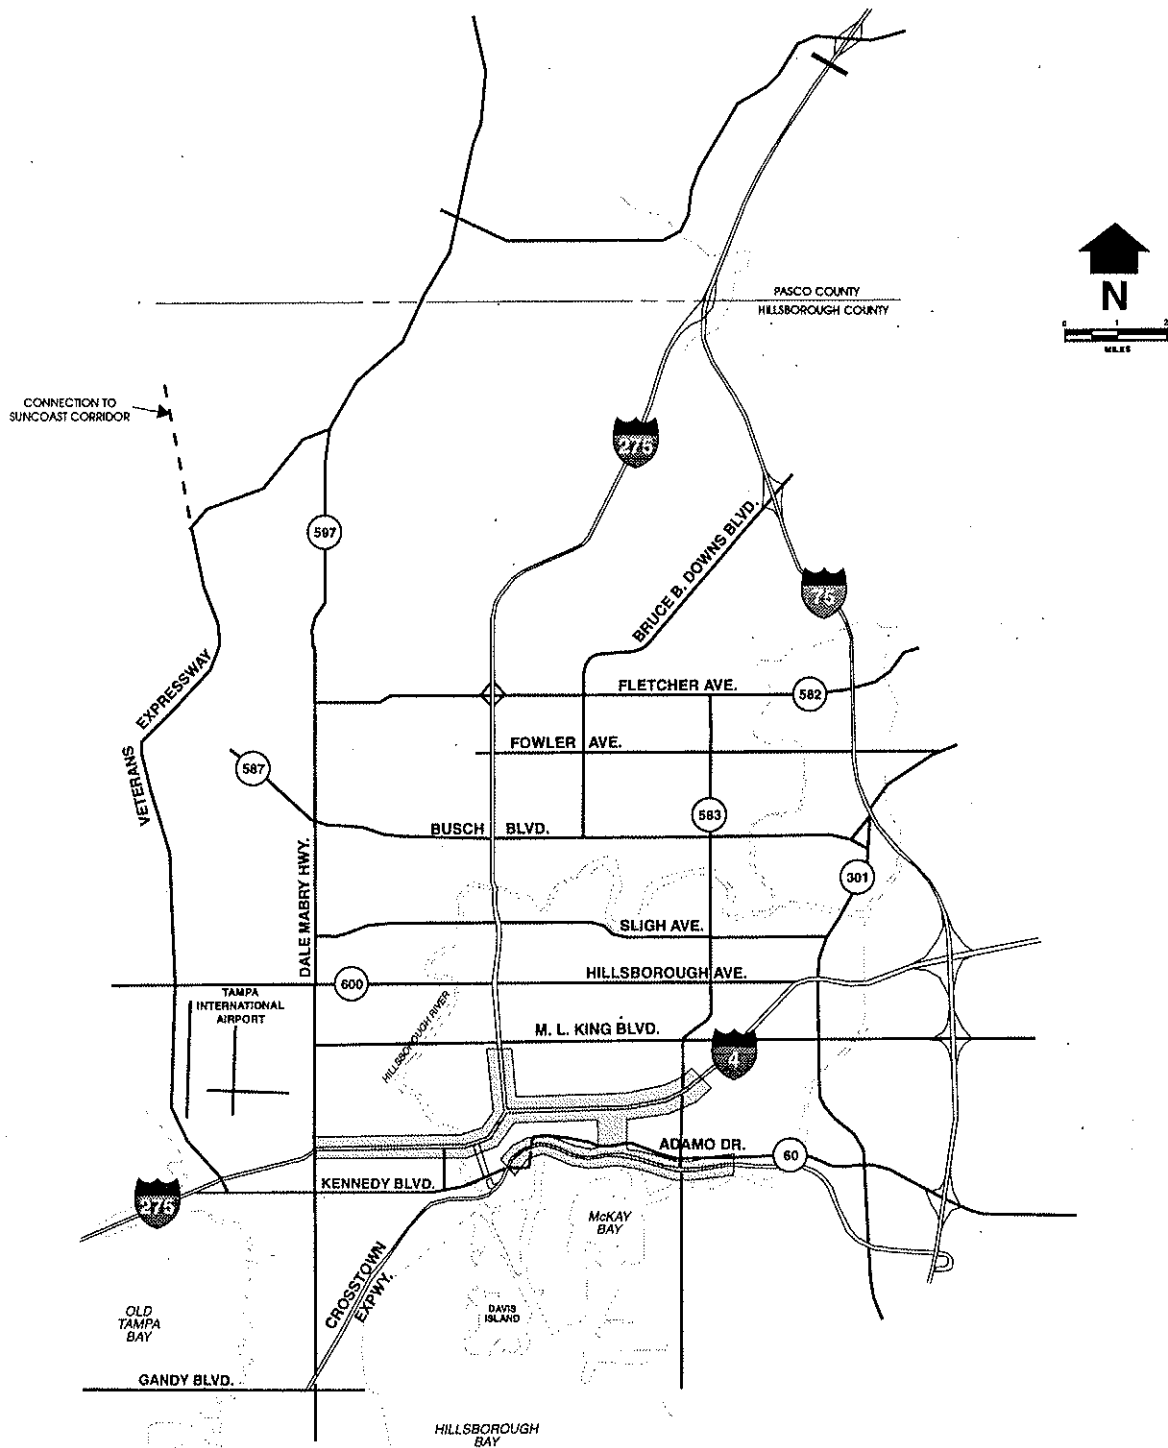 PASCO COUNTY
HILLSBOROUGH COUNTY
N
0 1 2
MILES
CONNECTION TO
SUNCOAST CORRIDOR
275
597
BRUCE B. DOWNS BLVD.
75
VETERANS EXPRESSWAY
FLETCHER AVE.
582
FOWLER AVE.
587
583
BUSCH BLVD.
301
DALE MABRY HWY.
SLIGH AVE.
HILLSBOROUGH AVE.
600
TAMPA
INTERNATIONAL
AIRPORT
HILLSBOROUGH RIVER
M. L. KING BLVD.
4
ADAMO DR.
60
KENNEDY BLVD.
275
McKAY
BAY
CROSSTOWN
EXPWY.
OLD
TAMPA
BAY
DAVIS
ISLAND
GANDY BLVD.
HILLSBOROUGH
BAY